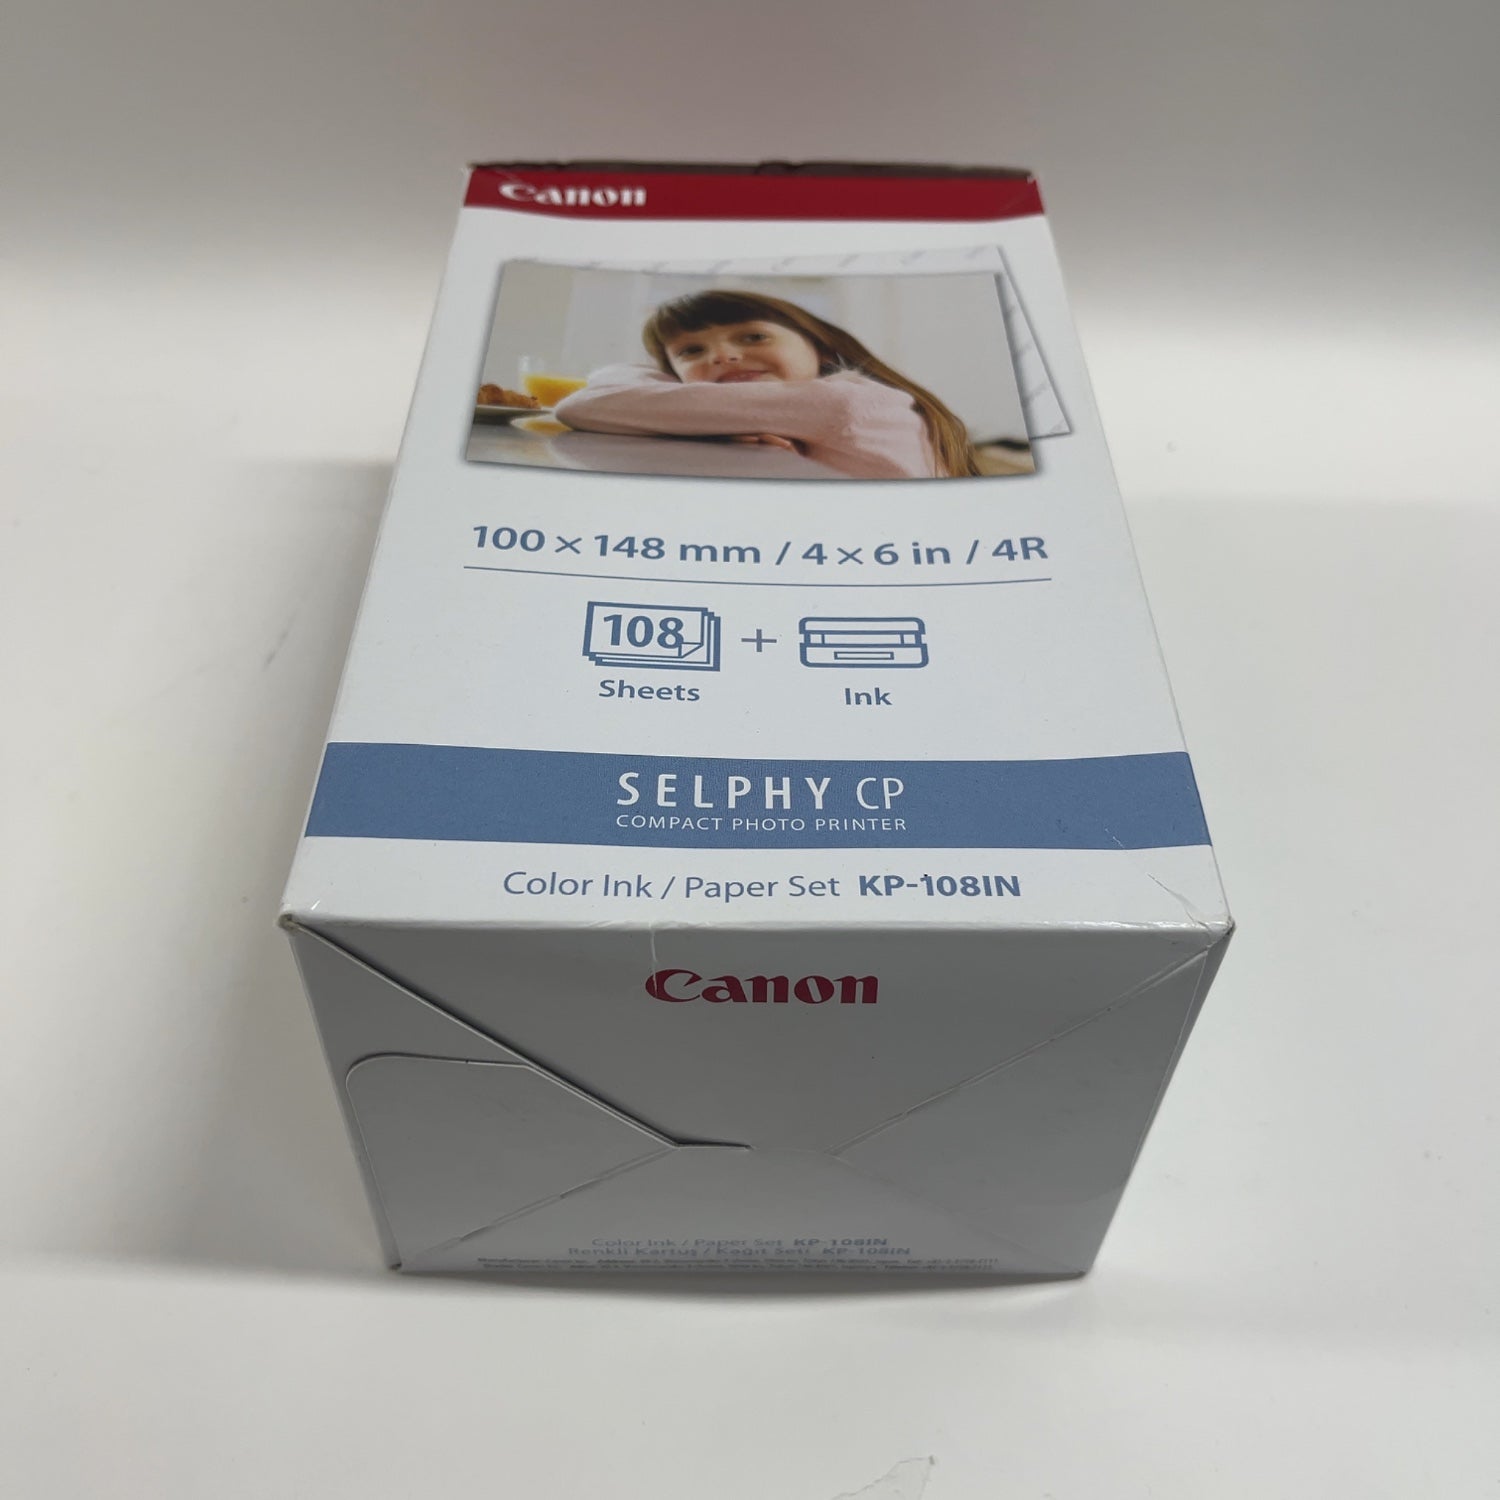 Canon
100 × 148 mm / 4 × 6 in / 4R
108
Sheets
+
Ink
SELPHY CP
COMPACT PHOTO PRINTER
Color Ink / Paper Set KP-108IN
Canon
Color Ink / Paper Set KP-108IN
Renkli Kartuş / Kağıt Seti KP-108IN